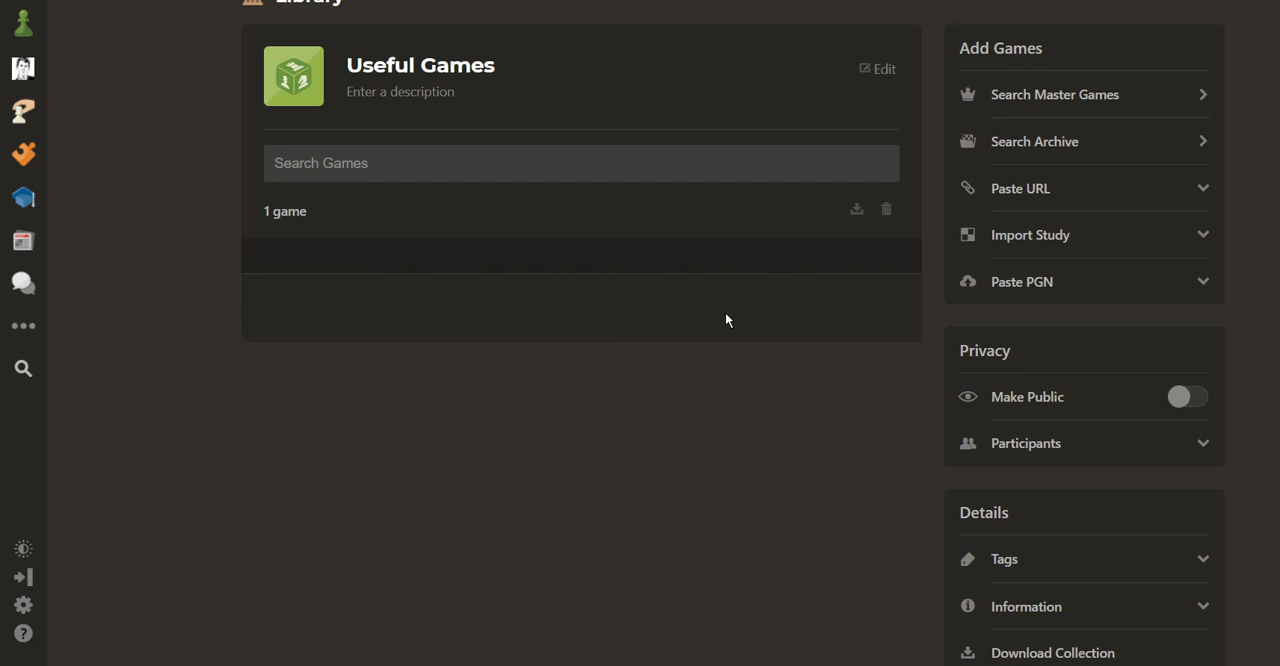 Library
Useful Games
Enter a description
Edit
Search Games
1 game
Add Games
Search Master Games
Search Archive
Paste URL
Import Study
Paste PGN
Privacy
Make Public
Participants
Details
Tags
Information
Download Collection